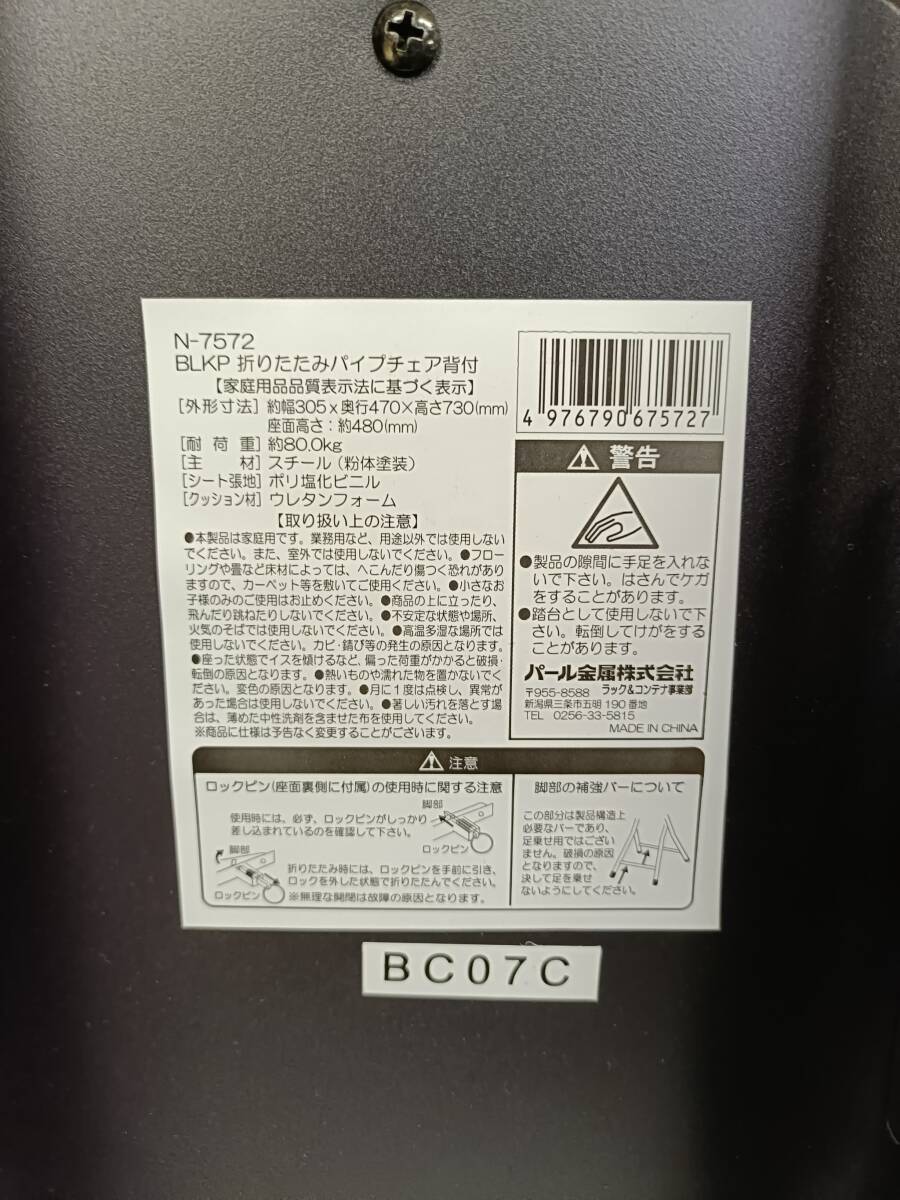 N-7572
BLKP 折りたたみパイプチェア背付
【家庭用品品質表示法に基づく表示】
［外形寸法］ 約幅305×奥行470×高さ730(mm)
座面高さ：約480(mm)
［耐 荷 重］ 約80.0kg
［主　　材］ スチール（粉体塗装）
［シート張地］ ポリ塩化ビニル
［クッション材］ ウレタンフォーム
【取り扱い上の注意】
●本製品は家庭用です。業務用など、用途以外では使用しない
でください。また、室外では使用しないでください。●フロー
リングや畳など床材によっては、へこんだり傷つく恐れがあり
ますので、カーペット等を敷いてご使用ください。●小さなお
子様のみのご使用はお止めください。●商品の上に立ったり、
飛んだり跳ねたりしないでください。●不安定な状態や場所、
火気のそばでは使用しないでください。●高温多湿な場所では
使用しないでください。カビ・錆び等の発生の原因となります。
●座った状態でイスを傾けるなど、偏った荷重がかかると破損・
転倒の原因となります。●熱いものや濡れた物を置かないでく
ださい。変色の原因となります。●月に1度は点検し、異常が
あった場合は使用しないでください。●著しい汚れを落とす場
合は、薄めた中性洗剤を含ませた布を使用してください。
※商品に仕様は予告なく変更することがございます。
4 976790 675727
警告
●製品の隙間に手足を入れな
いで下さい。はさんでケガ
をすることがあります。
●踏台として使用しないで下
さい。転倒してけがをする
ことがあります。
パール金属株式会社
〒955-8588 ラック&コンテナ事業部
新潟県三条市五明 190 番地
TEL 0256-33-5815
MADE IN CHINA
注意
ロックピン(座面裏側に付属)の使用時に関する注意
使用時には、必ず、ロックピンがしっかり
差し込まれているのを確認して下さい。
脚部
ロックピン
脚部
ロックピン
折りたたみ時には、ロックピンを手前に引き、
ロックを外した状態で折りたたんでください。
※無理な開閉は故障の原因となります。
脚部の補強バーについて
この部分は製品構造上
必要なバーであり、
足乗せ用ではござい
ません。破損の原因
となりますので、
決して足を乗せ
ないようにしてください。
BC07C